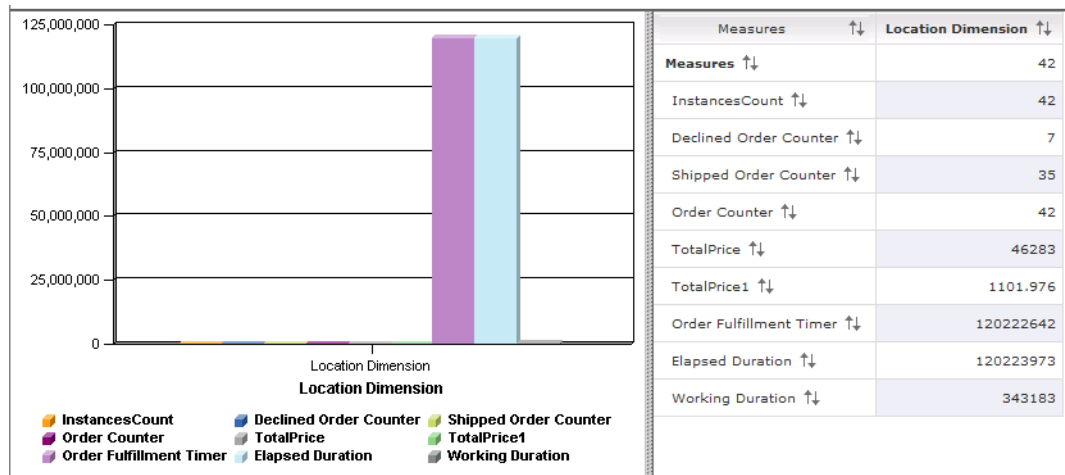 125,000,000
100,000,000
75,000,000
50,000,000
25,000,000
0
Location Dimension
Location Dimension
InstancesCount Declined Order Counter Shipped Order Counter
Order Counter TotalPrice TotalPrice1
Order Fulfillment Timer Elapsed Duration Working Duration
Measures Location Dimension
Measures 42
InstancesCount 42
Declined Order Counter 7
Shipped Order Counter 35
Order Counter 42
TotalPrice 46283
TotalPrice1 1101.976
Order Fulfillment Timer 120222642
Elapsed Duration 120223973
Working Duration 343183